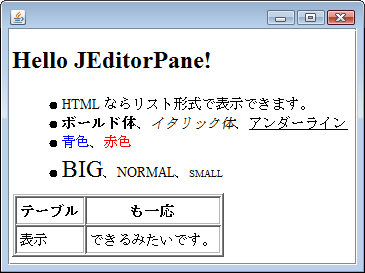 Hello JEditorPane!
HTML ならリスト形式で表示できます。
ボールド体、イタリック体、アンダーライン
青色、赤色
BIG、NORMAL、SMALL
テーブル も一応
表示 できるみたいです。